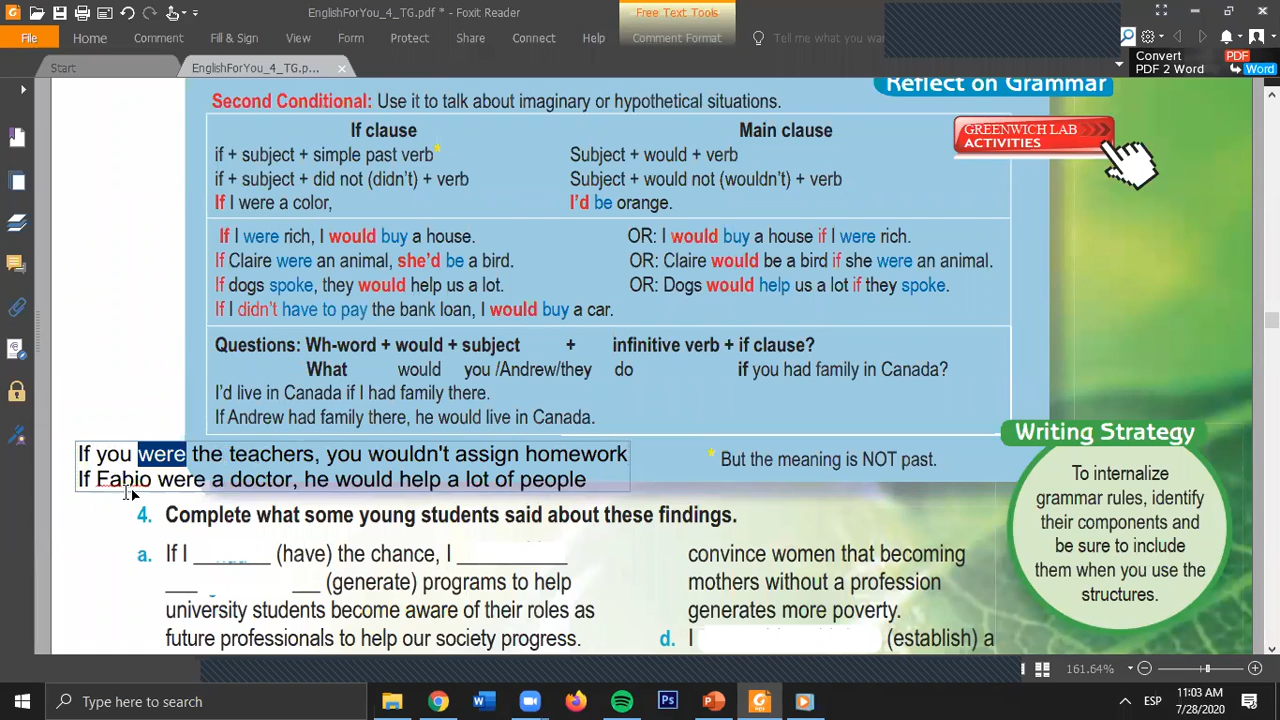 EnglishForYou_4_TG.pdf * - Foxit Reader
Free Text Tools
File Home Comment Fill & Sign View Form Protect Share Connect Help Comment Format Tell me what you
Start EnglishForYou_4_TG.p...
Convert PDF
PDF 2 Word Word
Reflect on Grammar
Second Conditional: Use it to talk about imaginary or hypothetical situations.
GREENWICH LAB
ACTIVITIES
If clause Main clause
if + subject + simple past verb* Subject + would + verb
if + subject + did not (didn't) + verb Subject + would not (wouldn't) + verb
If I were a color, I'd be orange.
If I were rich, I would buy a house. OR: I would buy a house if I were rich.
If Claire were an animal, she'd be a bird. OR: Claire would be a bird if she were an animal.
If dogs spoke, they would help us a lot. OR: Dogs would help us a lot if they spoke.
If I didn't have to pay the bank loan, I would buy a car.
Questions: Wh-word + would + subject + infinitive verb + if clause?
What would you /Andrew/they do if you had family in Canada?
I'd live in Canada if I had family there.
If Andrew had family there, he would live in Canada.
If you were the teachers, you wouldn't assign homework
If Fabio were a doctor, he would help a lot of people
* But the meaning is NOT past.
Writing Strategy
To internalize
grammar rules, identify
their components and
be sure to include
them when you use the
structures.
4. Complete what some young students said about these findings.
a. If I ________ (have) the chance, I ___________
___ ___ (generate) programs to help
university students become aware of their roles as
future professionals to help our society progress.
convince women that becoming
mothers without a profession
generates more poverty.
d. I (establish) a
161.64%
Type here to search
ESP
11:03 AM
7/28/2020